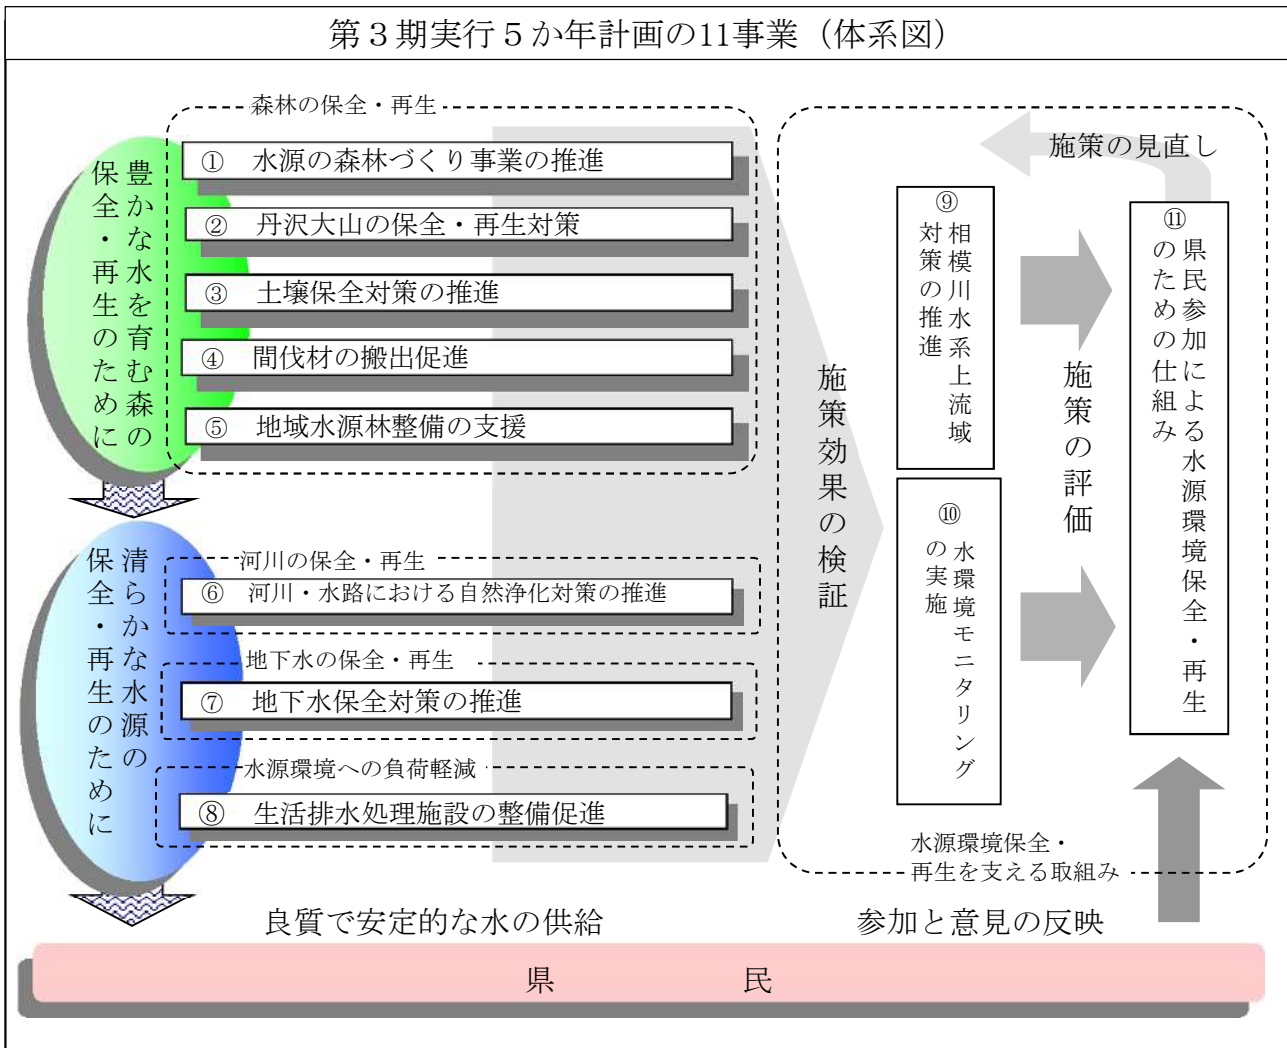 第３期実行５か年計画の11事業（体系図）
豊かな水を育む森の
保全・再生のために
森林の保全・再生
① 水源の森林づくり事業の推進
② 丹沢大山の保全・再生対策
③ 土壌保全対策の推進
④ 間伐材の搬出促進
⑤ 地域水源林整備の支援
清らかな水源の
保全・再生のために
河川の保全・再生
⑥ 河川・水路における自然浄化対策の推進
地下水の保全・再生
⑦ 地下水保全対策の推進
水源環境への負荷軽減
⑧ 生活排水処理施設の整備促進
施策効果の検証
⑨ 相模川水系上流域
対策の推進
⑩ 水環境モニタリング
の実施
施策の評価
施策の見直し
⑪ 県民参加による水源環境保全・再生
のための仕組み
水源環境保全・
再生を支える取組み
良質で安定的な水の供給
参加と意見の反映
県 民